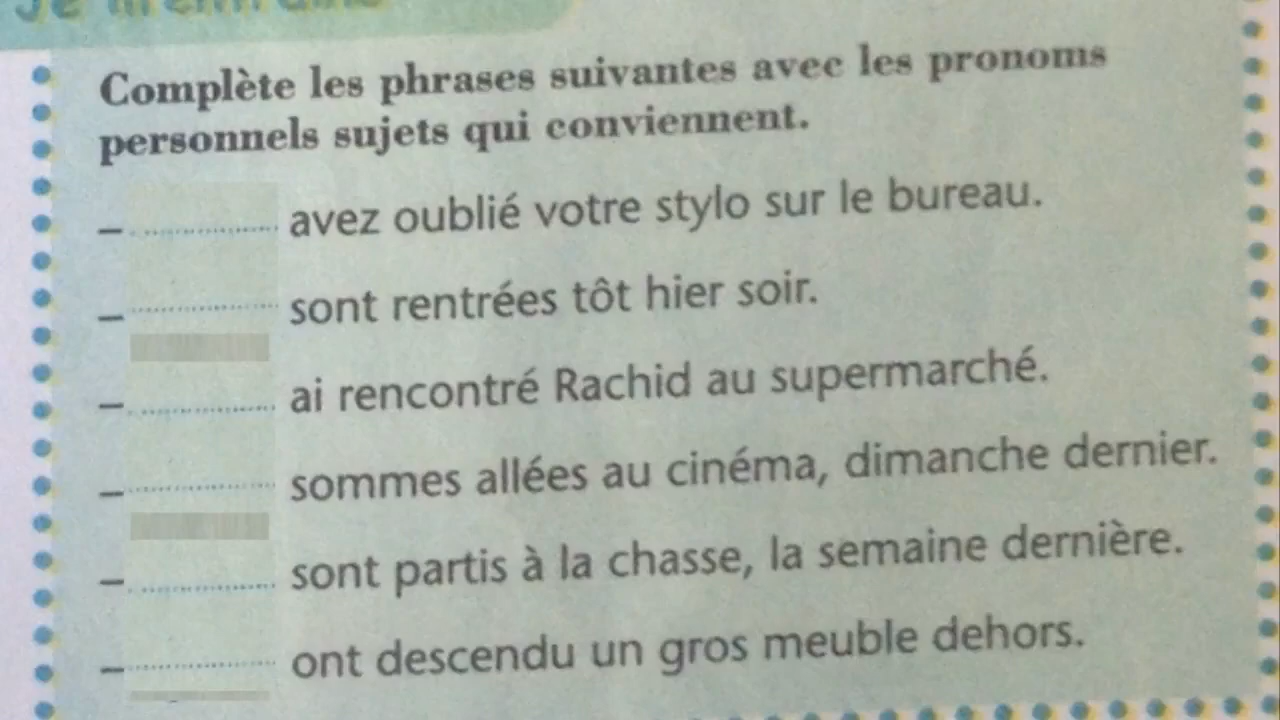 Je m'entraîne
Complète les phrases suivantes avec les pronoms
personnels sujets qui conviennent.
– .................. avez oublié votre stylo sur le bureau.
– .................. sont rentrées tôt hier soir.
– .................. ai rencontré Rachid au supermarché.
– .................. sommes allées au cinéma, dimanche dernier.
– .................. sont partis à la chasse, la semaine dernière.
– .................. ont descendu un gros meuble dehors.